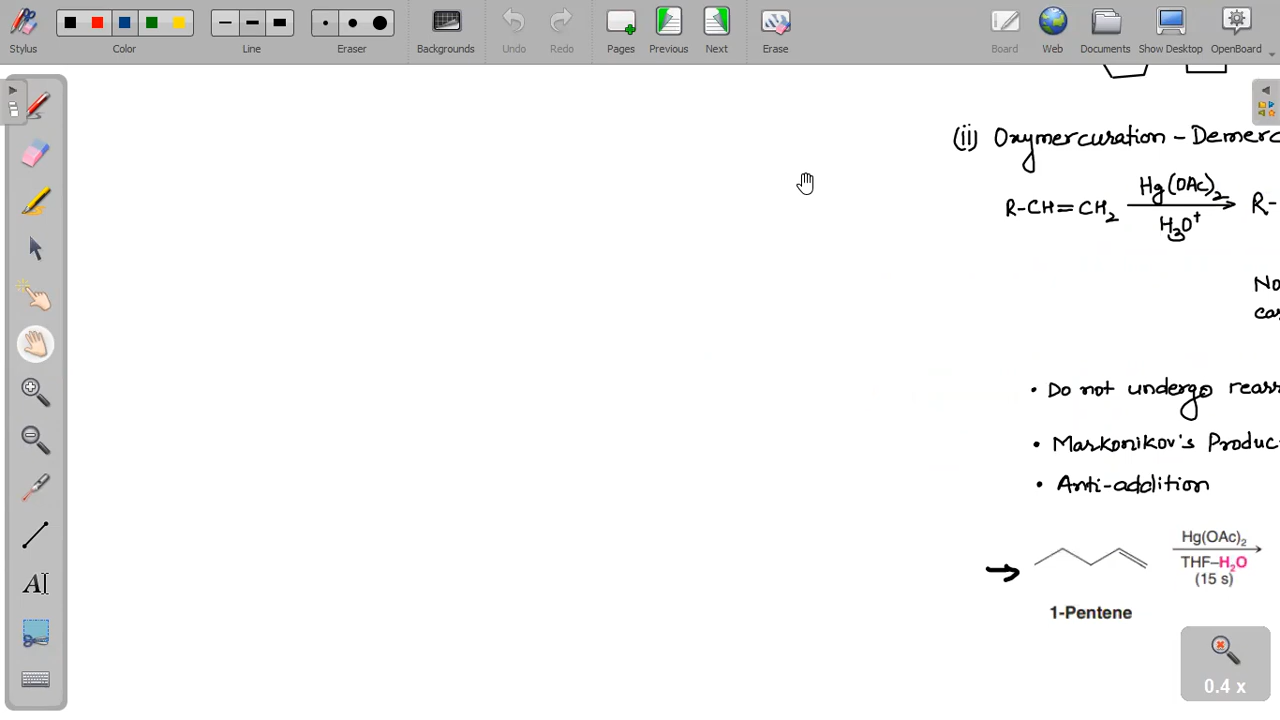 Stylus
Color
Line
Eraser
Backgrounds
Undo
Redo
Pages
Previous
Next
Erase
Board
Web
Documents
Show Desktop
OpenBoard
(ii) Oxymercuration - Demerc
R-CH=CH₂ Hg(OAc)₂ R-
H₃O⁺
No
cas
• Do not undergo rearr
• Markonikov's Produc
• Anti-addition
Hg(OAc)₂
THF–H₂O
(15 s)
1-Pentene
A
0.4 x